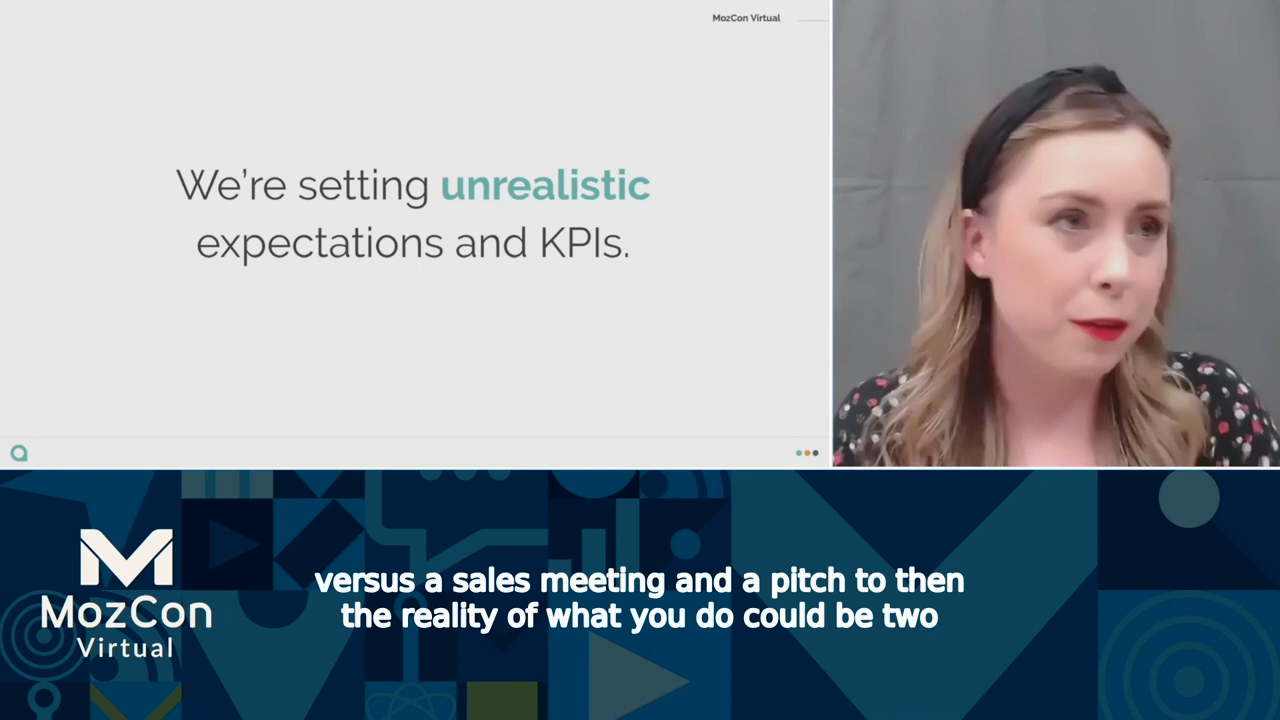 MozCon Virtual
We're setting unrealistic
expectations and KPIs.
MozCon
Virtual
versus a sales meeting and a pitch to then
the reality of what you do could be two